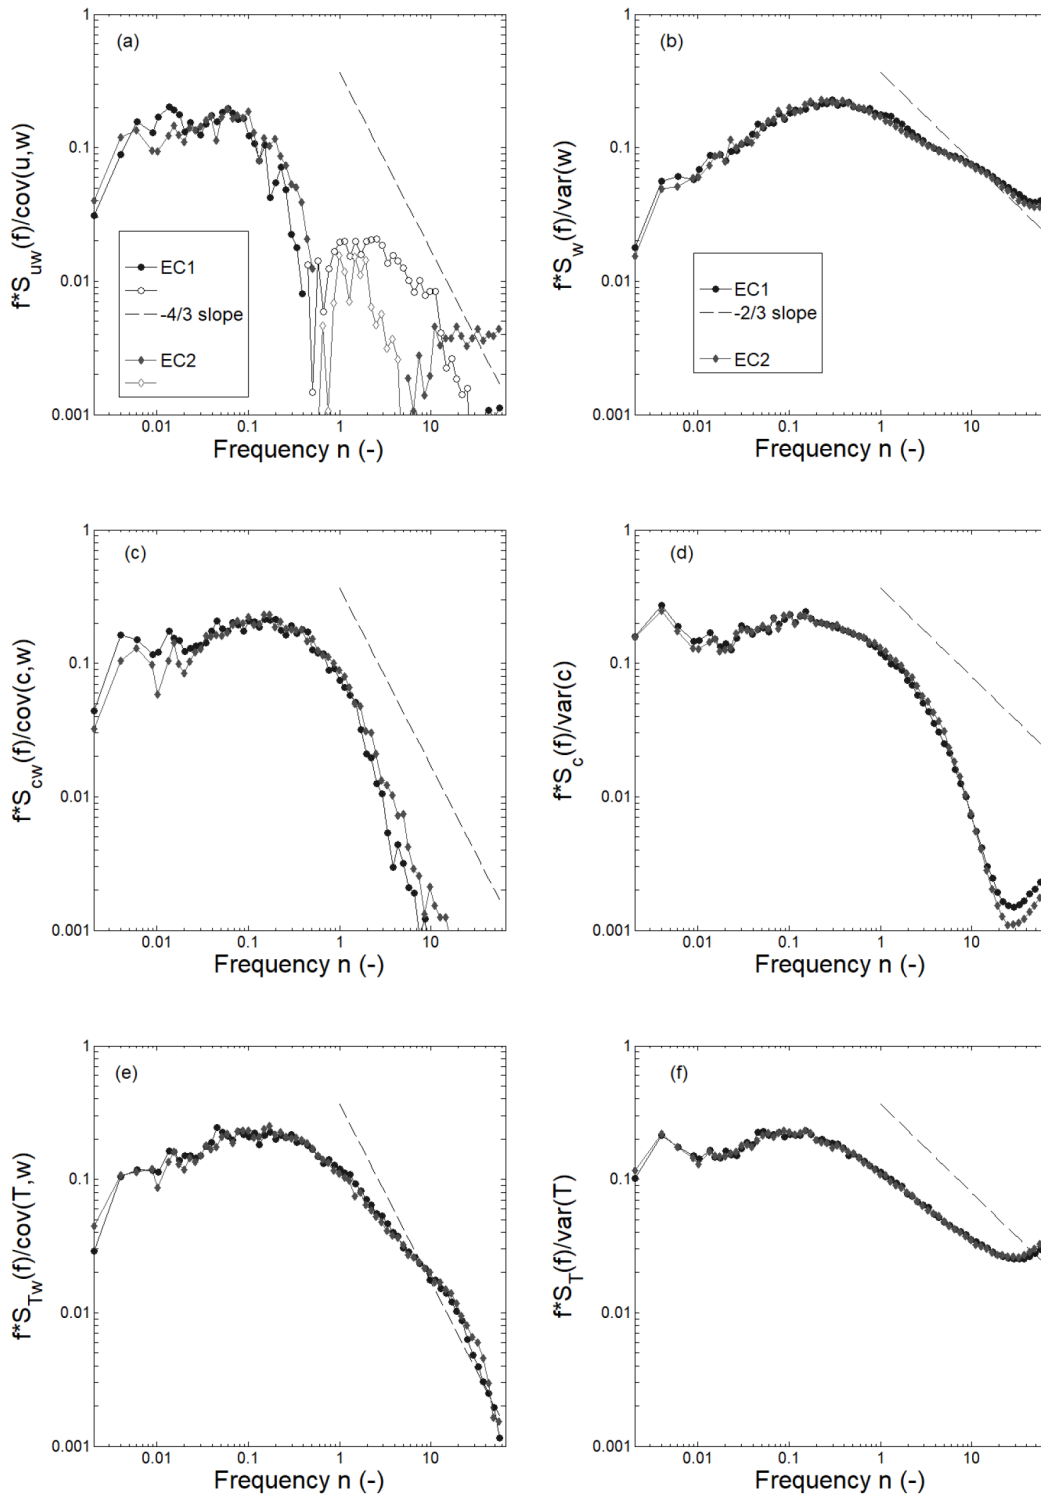 (a)
1
0.1
0.01
0.001
f*S_uw(f)/cov(u,w)
EC1
-4/3 slope
EC2
0.01 0.1 1 10
Frequency n (-)
(b)
1
0.1
0.01
0.001
f*S_w(f)/var(w)
EC1
-2/3 slope
EC2
0.01 0.1 1 10
Frequency n (-)
(c)
1
0.1
0.01
0.001
f*S_cw(f)/cov(c,w)
0.01 0.1 1 10
Frequency n (-)
(d)
1
0.1
0.01
0.001
f*S_c(f)/var(c)
0.01 0.1 1 10
Frequency n (-)
(e)
1
0.1
0.01
0.001
f*S_Tw(f)/cov(T,w)
0.01 0.1 1 10
Frequency n (-)
(f)
1
0.1
0.01
0.001
f*S_T(f)/var(T)
0.01 0.1 1 10
Frequency n (-)